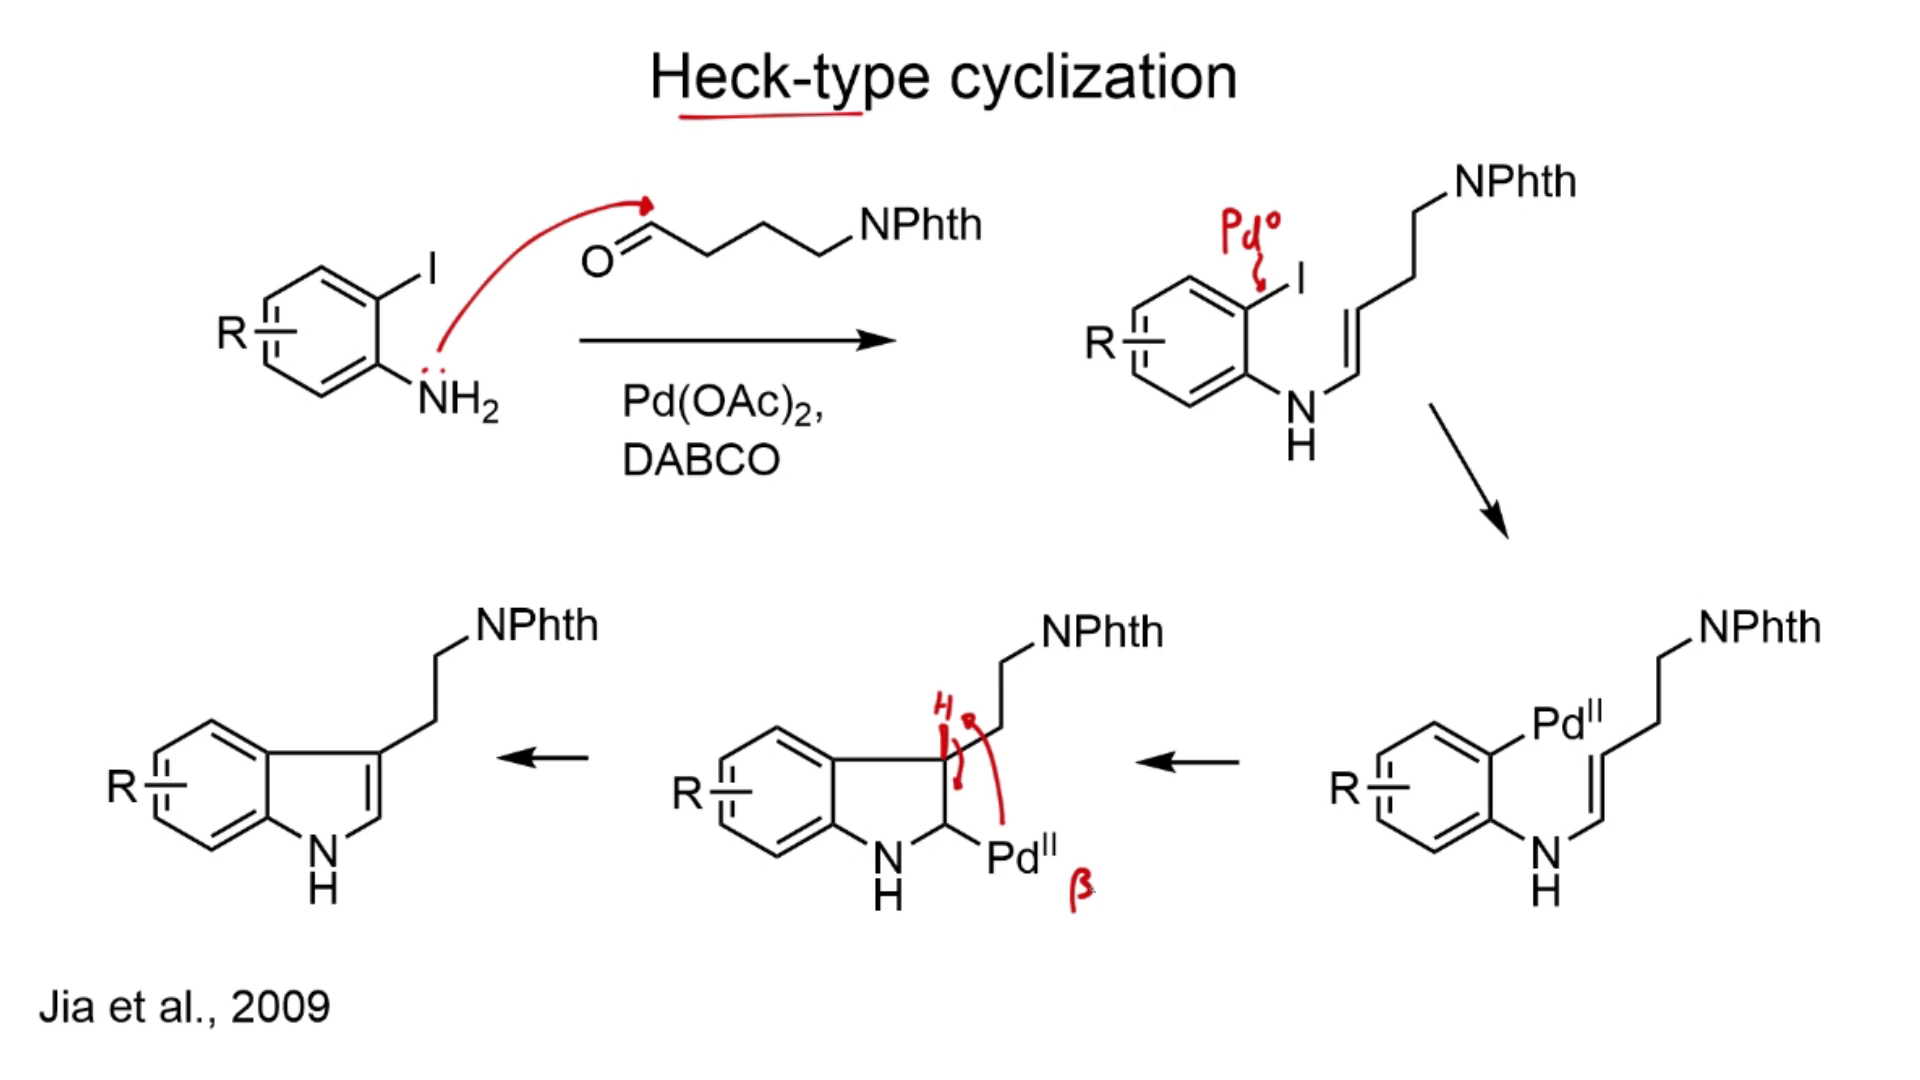 Heck-type cyclization
NPhth
O
I
R
NH₂
Pd(OAc)₂,
DABCO
NPhth
Pd⁰
I
R
N
H
NPhth
Pd^II
R
N
H
NPhth
H
R
N
H
Pd^II
β
NPhth
R
N
H
Jia et al., 2009